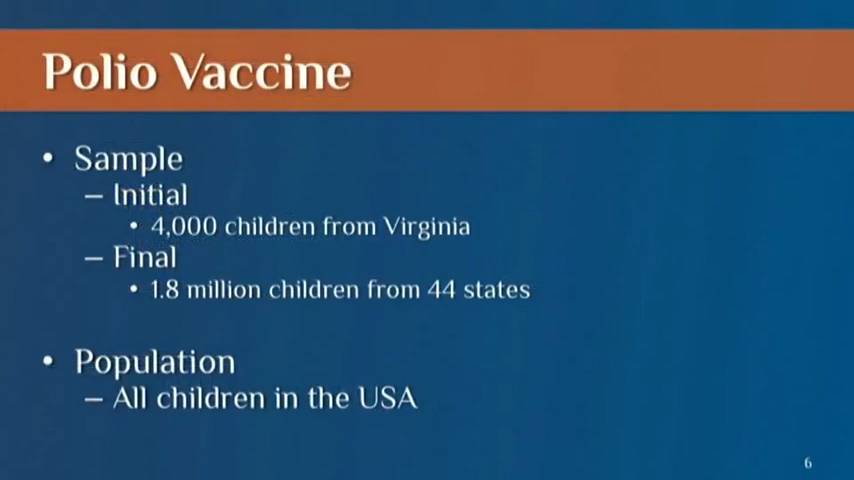 Polio Vaccine
• Sample
– Initial
• 4,000 children from Virginia
– Final
• 1.8 million children from 44 states
• Population
– All children in the USA
6